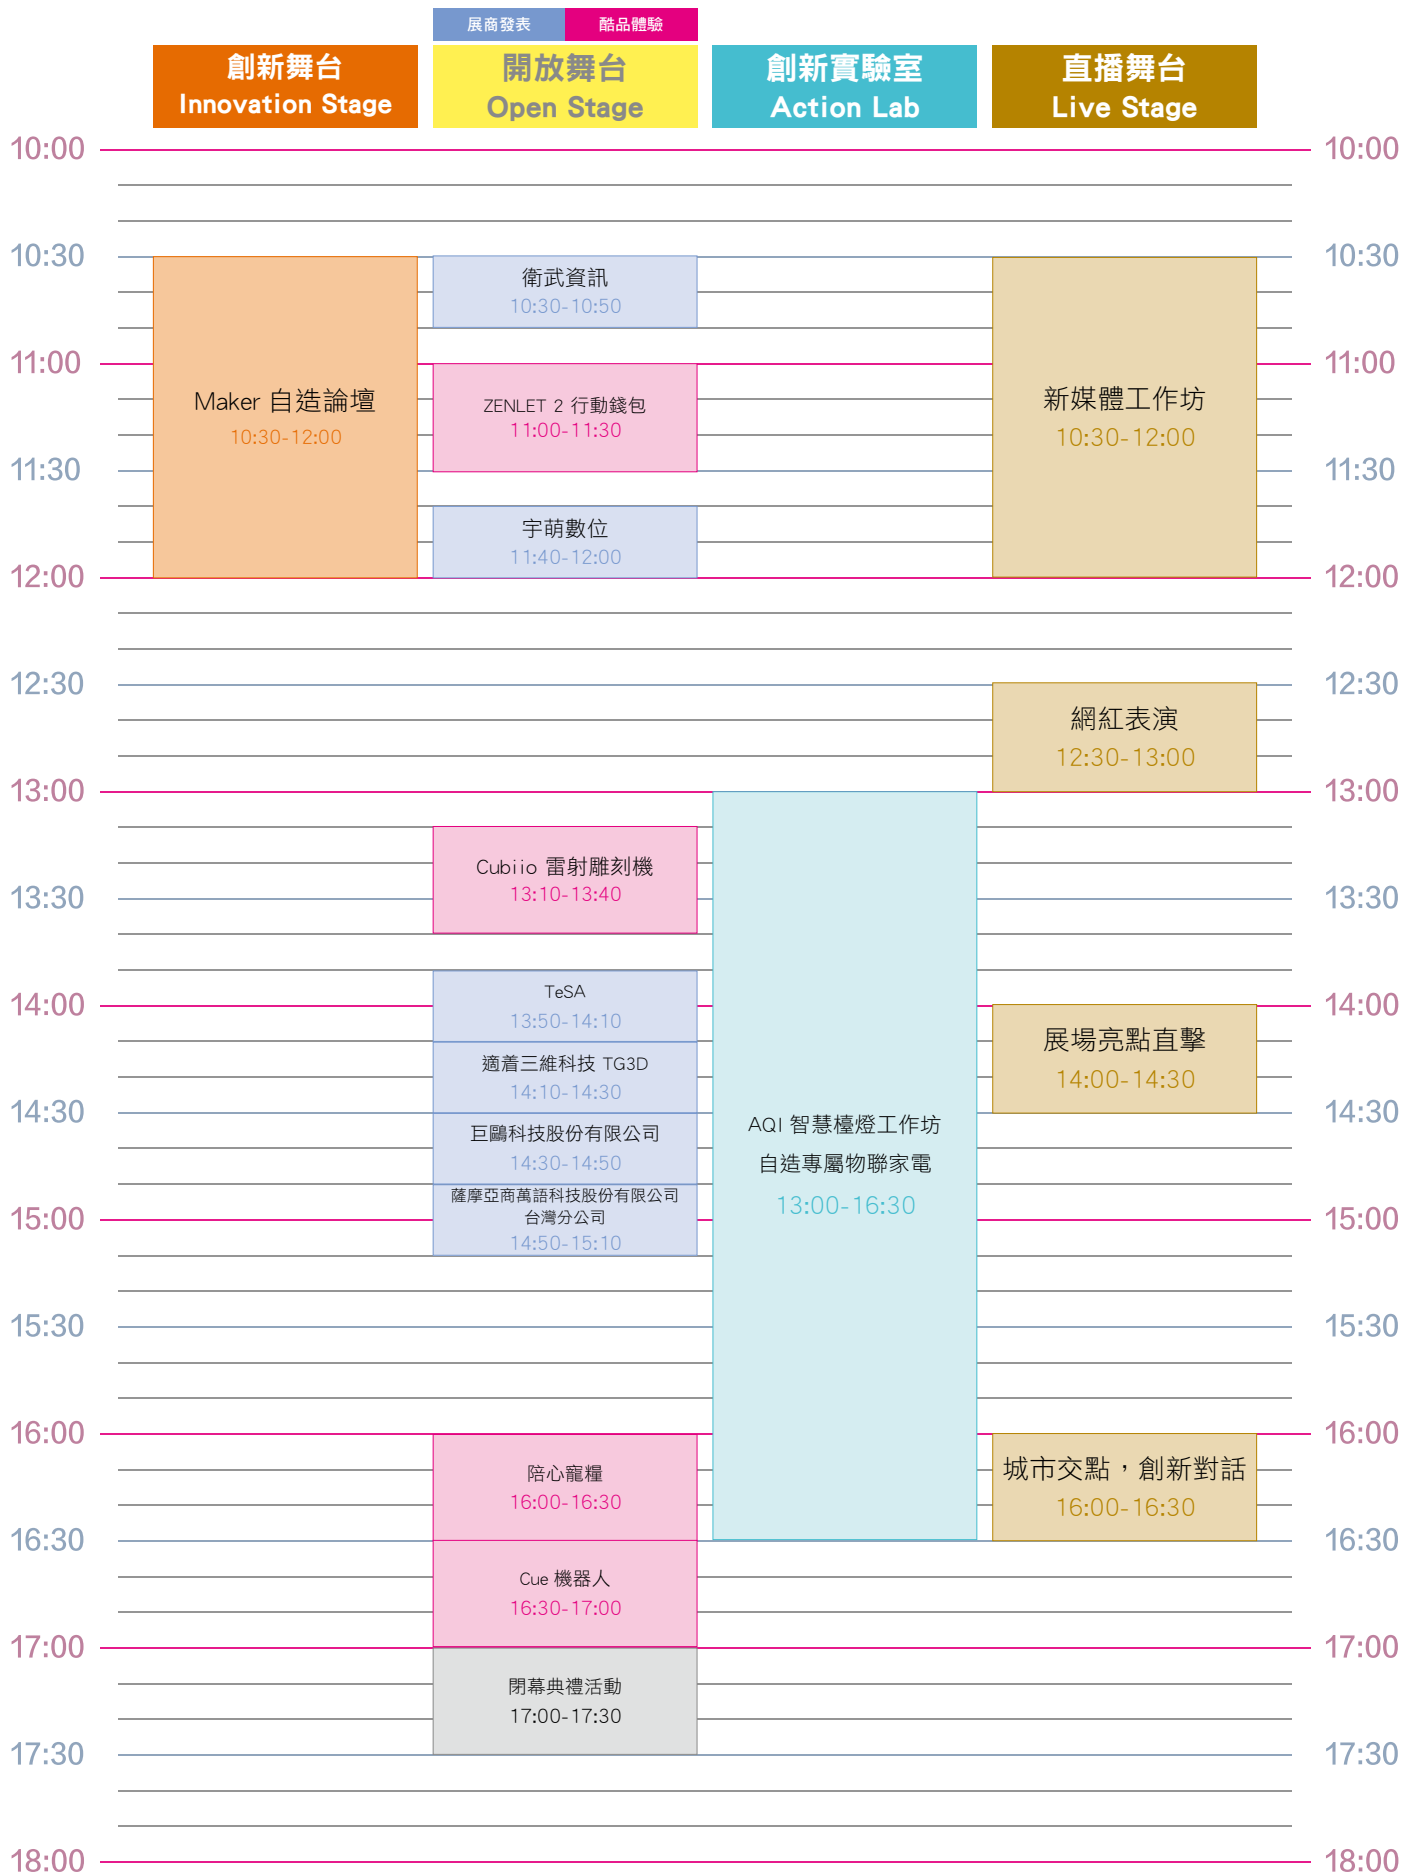 展商發表
酷品體驗
創新舞台
Innovation Stage
開放舞台
Open Stage
創新實驗室
Action Lab
直播舞台
Live Stage
10:00
10:00
10:30
10:30
衛武資訊
10:30-10:50
11:00
11:00
Maker 自造論壇
10:30-12:00
ZENLET 2 行動錢包
11:00-11:30
新媒體工作坊
10:30-12:00
11:30
11:30
宇萌數位
11:40-12:00
12:00
12:00
12:30
12:30
網紅表演
12:30-13:00
13:00
13:00
Cubiio 雷射雕刻機
13:10-13:40
13:30
13:30
TeSA
13:50-14:10
14:00
14:00
展場亮點直擊
14:00-14:30
適着三維科技 TG3D
14:10-14:30
14:30
14:30
巨鷗科技股份有限公司
14:30-14:50
AQI 智慧檯燈工作坊
自造專屬物聯家電
13:00-16:30
薩摩亞商萬語科技股份有限公司
台灣分公司
14:50-15:10
15:00
15:00
15:30
15:30
16:00
16:00
陪心寵糧
16:00-16:30
城市交點，創新對話
16:00-16:30
16:30
16:30
Cue 機器人
16:30-17:00
17:00
17:00
閉幕典禮活動
17:00-17:30
17:30
17:30
18:00
18:00